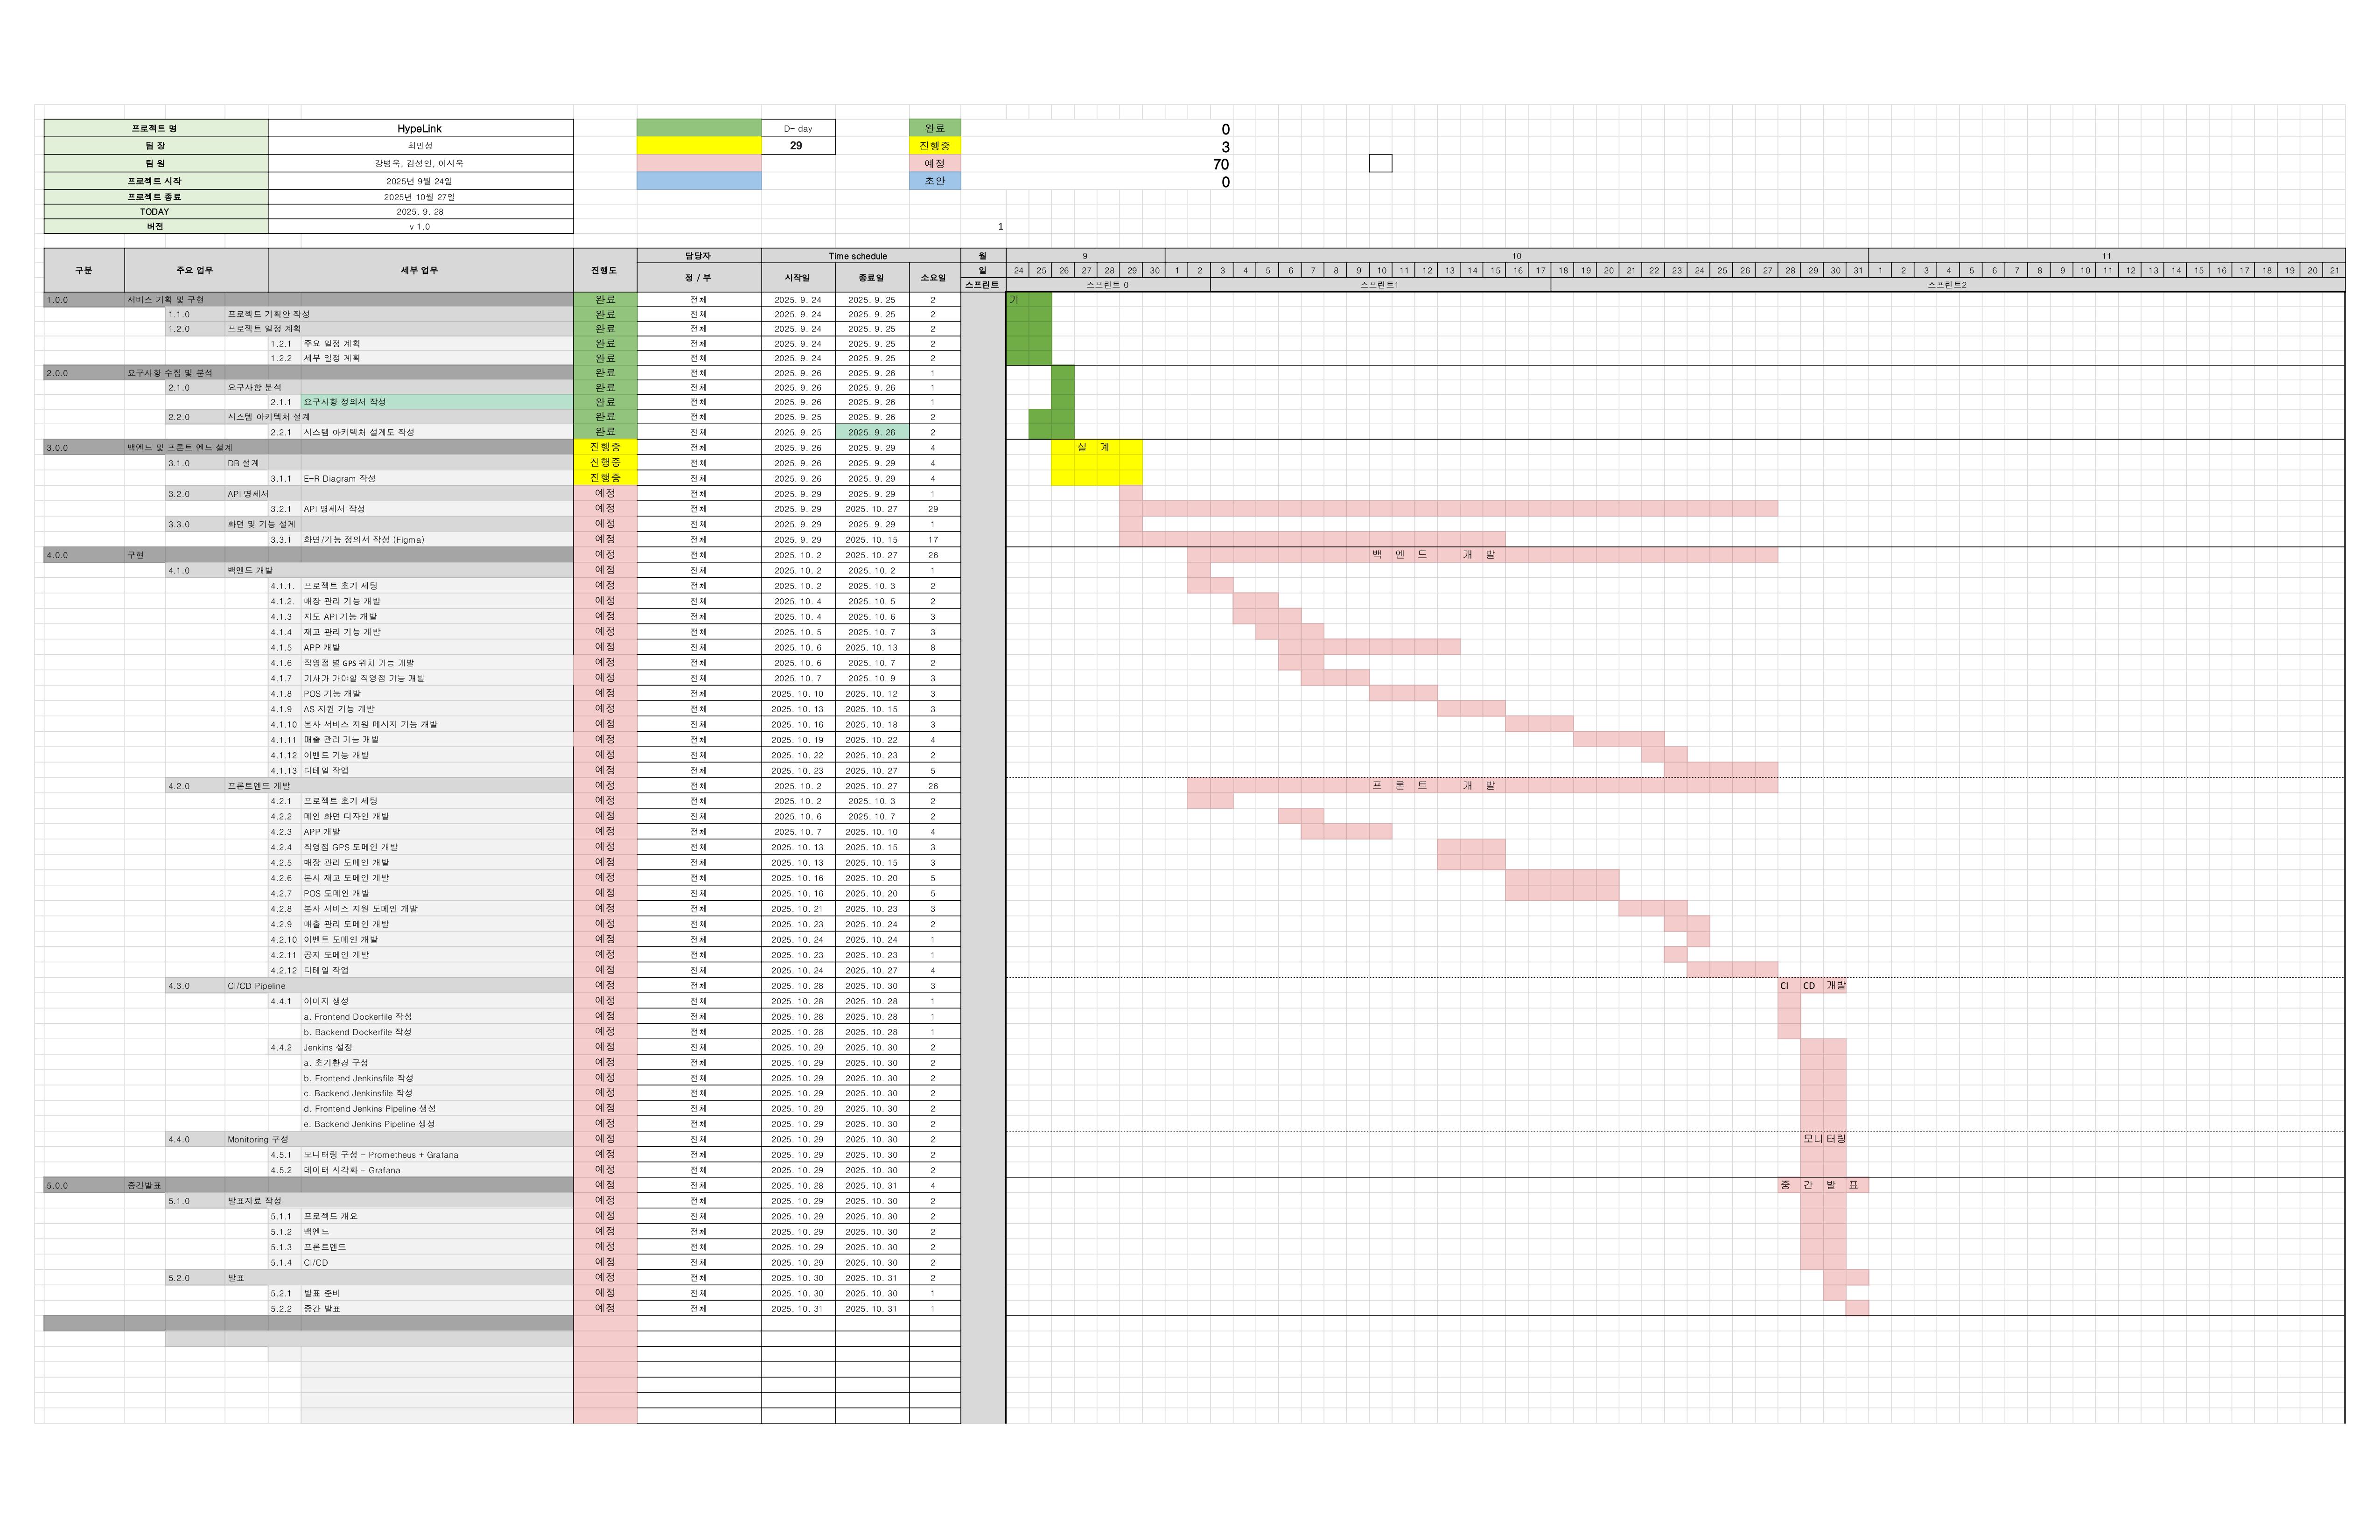 프로젝트 명 HypeLink D- day 완료 0
팀 장 최민성 29 진행중 3
팀 원 강병욱, 김성인, 이시욱 예정 70
프로젝트 시작 2025년 9월 24일 초안 0
프로젝트 종료 2025년 10월 27일
TODAY 2025. 9. 28
버전 v 1.0 1
구분 주요 업무 세부 업무 진행도 담당자 Time schedule 월 9 10 11
정 / 부 시작일 종료일 소요일 일 24 25 26 27 28 29 30 1 2 3 4 5 6 7 8 9 10 11 12 13 14 15 16 17 18 19 20 21 22 23 24 25 26 27 28 29 30 31 1 2 3 4 5 6 7 8 9 10 11 12 13 14 15 16 17 18 19 20 21
스프린트 스프린트 0 스프린트1 스프린트2
1.0.0 서비스 기획 및 구현 완료 전체 2025. 9. 24 2025. 9. 25 2 기
1.1.0 프로젝트 기획안 작성 완료 전체 2025. 9. 24 2025. 9. 25 2
1.2.0 프로젝트 일정 계획 완료 전체 2025. 9. 24 2025. 9. 25 2
1.2.1 주요 일정 계획 완료 전체 2025. 9. 24 2025. 9. 25 2
1.2.2 세부 일정 계획 완료 전체 2025. 9. 24 2025. 9. 25 2
2.0.0 요구사항 수집 및 분석 완료 전체 2025. 9. 26 2025. 9. 26 1
2.1.0 요구사항 분석 완료 전체 2025. 9. 26 2025. 9. 26 1
2.1.1 요구사항 정의서 작성 완료 전체 2025. 9. 26 2025. 9. 26 1
2.2.0 시스템 아키텍처 설계 완료 전체 2025. 9. 25 2025. 9. 26 2
2.2.1 시스템 아키텍처 설계도 작성 완료 전체 2025. 9. 25 2025. 9. 26 2
3.0.0 백엔드 및 프론트 엔드 설계 진행중 전체 2025. 9. 26 2025. 9. 29 4 설 계
3.1.0 DB 설계 진행중 전체 2025. 9. 26 2025. 9. 29 4
3.1.1 E-R Diagram 작성 진행중 전체 2025. 9. 26 2025. 9. 29 4
3.2.0 API 명세서 예정 전체 2025. 9. 29 2025. 9. 29 1
3.2.1 API 명세서 작성 예정 전체 2025. 9. 29 2025. 10. 27 29
3.3.0 화면 및 기능 설계 예정 전체 2025. 9. 29 2025. 9. 29 1
3.3.1 화면/기능 정의서 작성 (Figma) 예정 전체 2025. 9. 29 2025. 10. 15 17
4.0.0 구현 예정 전체 2025. 10. 2 2025. 10. 27 26 백 엔 드 개 발
4.1.0 백엔드 개발 예정 전체 2025. 10. 2 2025. 10. 2 1
4.1.1. 프로젝트 초기 세팅 예정 전체 2025. 10. 2 2025. 10. 3 2
4.1.2. 매장 관리 기능 개발 예정 전체 2025. 10. 4 2025. 10. 5 2
4.1.3 지도 API 기능 개발 예정 전체 2025. 10. 4 2025. 10. 6 3
4.1.4 재고 관리 기능 개발 예정 전체 2025. 10. 5 2025. 10. 7 3
4.1.5 APP 개발 예정 전체 2025. 10. 6 2025. 10. 13 8
4.1.6 직영점 별 GPS 위치 기능 개발 예정 전체 2025. 10. 6 2025. 10. 7 2
4.1.7 기사가 가야할 직영점 기능 개발 예정 전체 2025. 10. 7 2025. 10. 9 3
4.1.8 POS 기능 개발 예정 전체 2025. 10. 10 2025. 10. 12 3
4.1.9 AS 지원 기능 개발 예정 전체 2025. 10. 13 2025. 10. 15 3
4.1.10 본사 서비스 지원 메시지 기능 개발 예정 전체 2025. 10. 16 2025. 10. 18 3
4.1.11 매출 관리 기능 개발 예정 전체 2025. 10. 19 2025. 10. 22 4
4.1.12 이벤트 기능 개발 예정 전체 2025. 10. 22 2025. 10. 23 2
4.1.13 디테일 작업 예정 전체 2025. 10. 23 2025. 10. 27 5
4.2.0 프론트엔드 개발 예정 전체 2025. 10. 2 2025. 10. 27 26 프 론 트 개 발
4.2.1 프로젝트 초기 세팅 예정 전체 2025. 10. 2 2025. 10. 3 2
4.2.2 메인 화면 디자인 개발 예정 전체 2025. 10. 6 2025. 10. 7 2
4.2.3 APP 개발 예정 전체 2025. 10. 7 2025. 10. 10 4
4.2.4 직영점 GPS 도메인 개발 예정 전체 2025. 10. 13 2025. 10. 15 3
4.2.5 매장 관리 도메인 개발 예정 전체 2025. 10. 13 2025. 10. 15 3
4.2.6 본사 재고 도메인 개발 예정 전체 2025. 10. 16 2025. 10. 20 5
4.2.7 POS 도메인 개발 예정 전체 2025. 10. 16 2025. 10. 20 5
4.2.8 본사 서비스 지원 도메인 개발 예정 전체 2025. 10. 21 2025. 10. 23 3
4.2.9 매출 관리 도메인 개발 예정 전체 2025. 10. 23 2025. 10. 24 2
4.2.10 이벤트 도메인 개발 예정 전체 2025. 10. 24 2025. 10. 24 1
4.2.11 공지 도메인 개발 예정 전체 2025. 10. 23 2025. 10. 23 1
4.2.12 디테일 작업 예정 전체 2025. 10. 24 2025. 10. 27 4
4.3.0 CI/CD Pipeline 예정 전체 2025. 10. 28 2025. 10. 30 3 CI CD 개발
4.4.1 이미지 생성 예정 전체 2025. 10. 28 2025. 10. 28 1
a. Frontend Dockerfile 작성 예정 전체 2025. 10. 28 2025. 10. 28 1
b. Backend Dockerfile 작성 예정 전체 2025. 10. 28 2025. 10. 28 1
4.4.2 Jenkins 설정 예정 전체 2025. 10. 29 2025. 10. 30 2
a. 초기환경 구성 예정 전체 2025. 10. 29 2025. 10. 30 2
b. Frontend Jenkinsfile 작성 예정 전체 2025. 10. 29 2025. 10. 30 2
c. Backend Jenkinsfile 작성 예정 전체 2025. 10. 29 2025. 10. 30 2
d. Frontend Jenkins Pipeline 생성 예정 전체 2025. 10. 29 2025. 10. 30 2
e. Backend Jenkins Pipeline 생성 예정 전체 2025. 10. 29 2025. 10. 30 2
4.4.0 Monitoring 구성 예정 전체 2025. 10. 29 2025. 10. 30 2 모니터링
4.5.1 모니터링 구성 - Prometheus + Grafana 예정 전체 2025. 10. 29 2025. 10. 30 2
4.5.2 데이터 시각화 - Grafana 예정 전체 2025. 10. 29 2025. 10. 30 2
5.0.0 중간발표 예정 전체 2025. 10. 28 2025. 10. 31 4 중 간 발 표
5.1.0 발표자료 작성 예정 전체 2025. 10. 29 2025. 10. 30 2
5.1.1 프로젝트 개요 예정 전체 2025. 10. 29 2025. 10. 30 2
5.1.2 백엔드 예정 전체 2025. 10. 29 2025. 10. 30 2
5.1.3 프론트엔드 예정 전체 2025. 10. 29 2025. 10. 30 2
5.1.4 CI/CD 예정 전체 2025. 10. 29 2025. 10. 30 2
5.2.0 발표 예정 전체 2025. 10. 30 2025. 10. 31 2
5.2.1 발표 준비 예정 전체 2025. 10. 30 2025. 10. 30 1
5.2.2 중간 발표 예정 전체 2025. 10. 31 2025. 10. 31 1